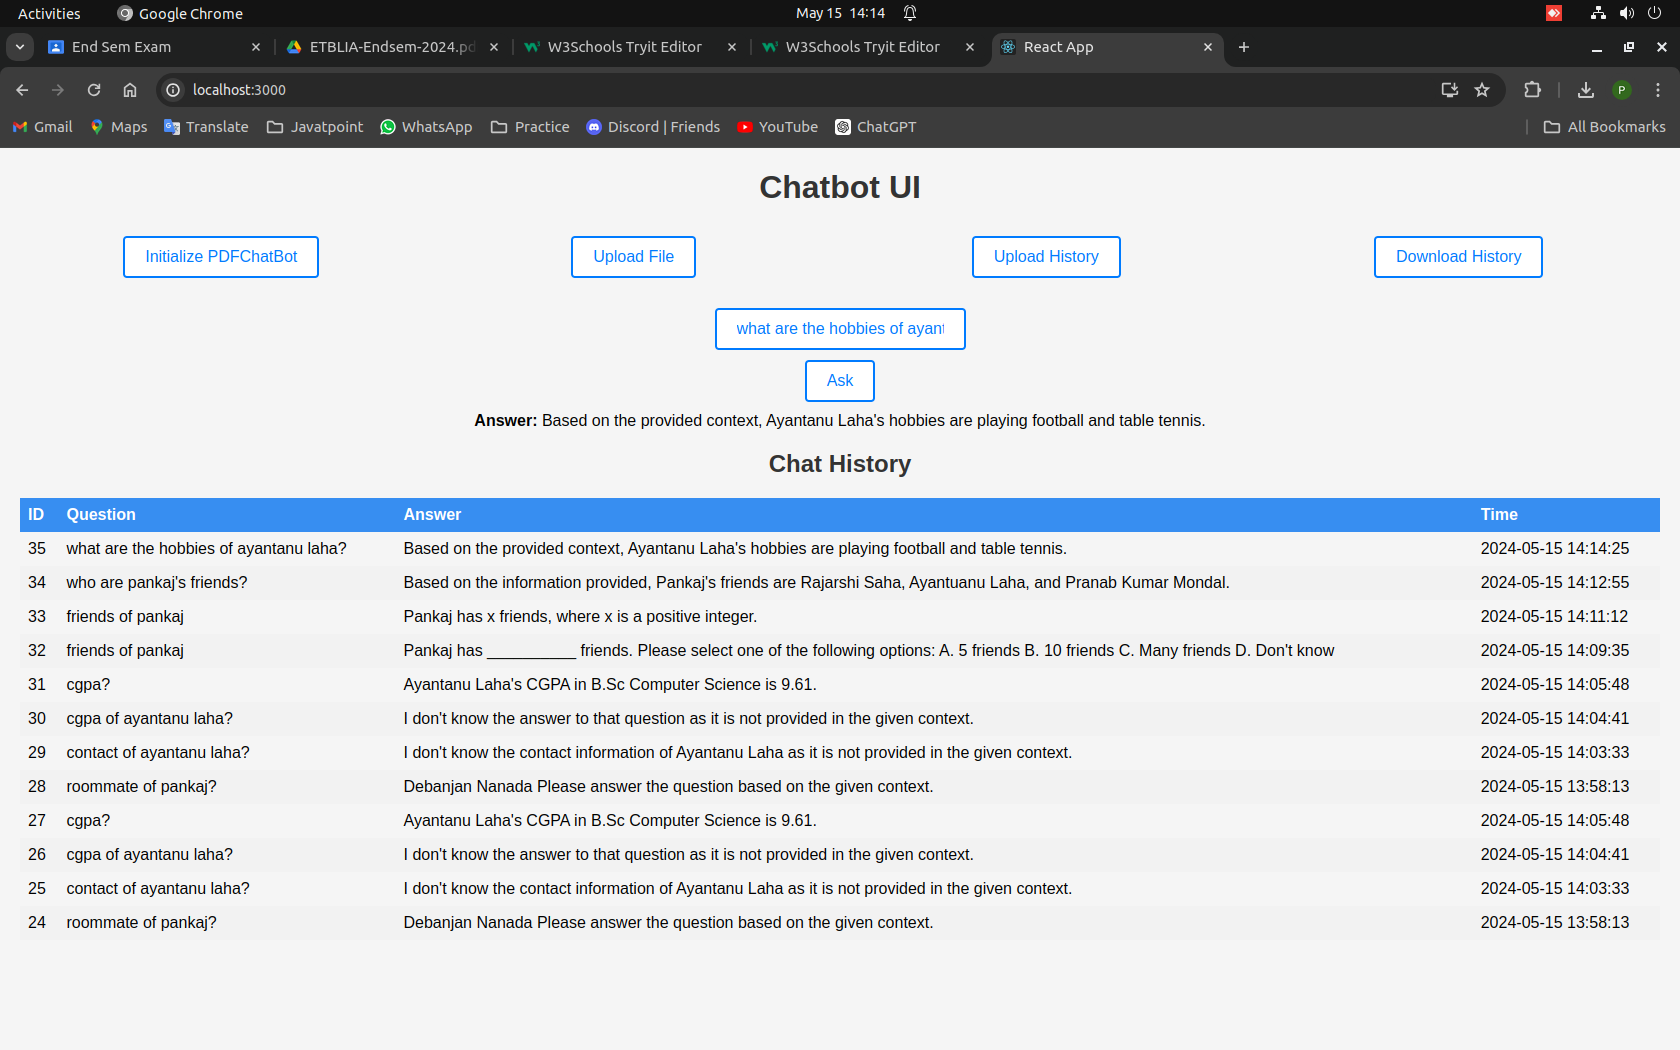 Activities Google Chrome May 15 14:14
End Sem Exam ETBLIA-Endsem-2024.pd W3Schools Tryit Editor W3Schools Tryit Editor React App
localhost:3000 P
Gmail Maps Translate Javatpoint WhatsApp Practice Discord | Friends YouTube ChatGPT All Bookmarks
Chatbot UI
Initialize PDFChatBot Upload File Upload History Download History
what are the hobbies of ayant
Ask
Answer: Based on the provided context, Ayantanu Laha's hobbies are playing football and table tennis.
Chat History
ID Question Answer Time
35 what are the hobbies of ayantanu laha? Based on the provided context, Ayantanu Laha's hobbies are playing football and table tennis. 2024-05-15 14:14:25
34 who are pankaj's friends? Based on the information provided, Pankaj's friends are Rajarshi Saha, Ayantuanu Laha, and Pranab Kumar Mondal. 2024-05-15 14:12:55
33 friends of pankaj Pankaj has x friends, where x is a positive integer. 2024-05-15 14:11:12
32 friends of pankaj Pankaj has __________ friends. Please select one of the following options: A. 5 friends B. 10 friends C. Many friends D. Don't know 2024-05-15 14:09:35
31 cgpa? Ayantanu Laha's CGPA in B.Sc Computer Science is 9.61. 2024-05-15 14:05:48
30 cgpa of ayantanu laha? I don't know the answer to that question as it is not provided in the given context. 2024-05-15 14:04:41
29 contact of ayantanu laha? I don't know the contact information of Ayantanu Laha as it is not provided in the given context. 2024-05-15 14:03:33
28 roommate of pankaj? Debanjan Nanada Please answer the question based on the given context. 2024-05-15 13:58:13
27 cgpa? Ayantanu Laha's CGPA in B.Sc Computer Science is 9.61. 2024-05-15 14:05:48
26 cgpa of ayantanu laha? I don't know the answer to that question as it is not provided in the given context. 2024-05-15 14:04:41
25 contact of ayantanu laha? I don't know the contact information of Ayantanu Laha as it is not provided in the given context. 2024-05-15 14:03:33
24 roommate of pankaj? Debanjan Nanada Please answer the question based on the given context. 2024-05-15 13:58:13